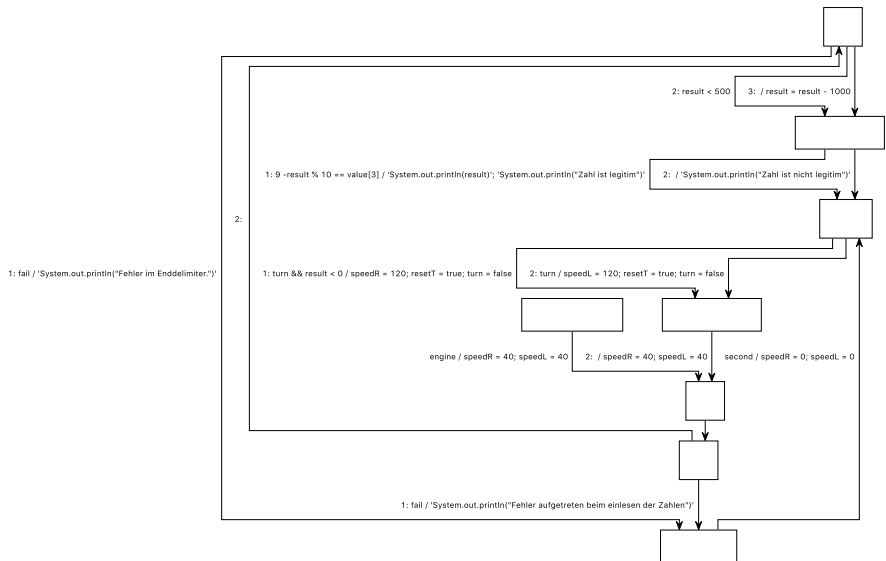 2: result < 500
3:  / result = result - 1000
1: 9 -result % 10 == value[3] / 'System.out.println(result)'; 'System.out.println("Zahl ist legitim")'
2:  / 'System.out.println("Zahl ist nicht legitim")'
2:
1: fail / 'System.out.println("Fehler im Enddelimiter.")'
1: turn && result < 0 / speedR = 120; resetT = true; turn = false
2: turn / speedL = 120; resetT = true; turn = false
engine / speedR = 40; speedL = 40
2:  / speedR = 40; speedL = 40
second / speedR = 0; speedL = 0
1: fail / 'System.out.println("Fehler aufgetreten beim einlesen der Zahlen")'